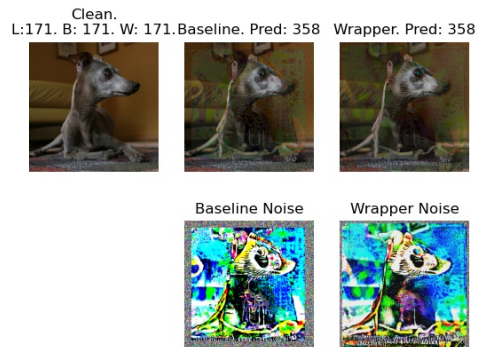 Clean.
L:171. B: 171. W: 171.
Baseline. Pred: 358
Wrapper. Pred: 358
Baseline Noise
Wrapper Noise